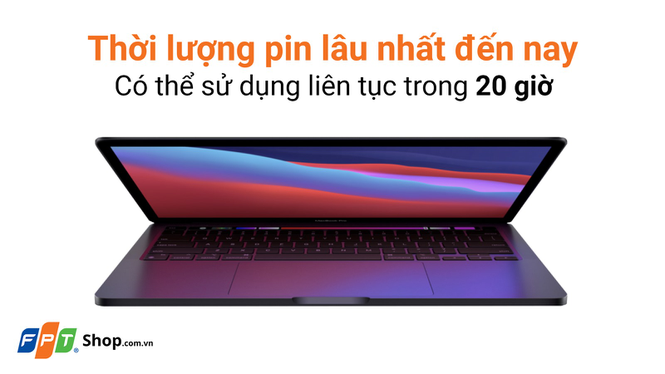 Thời lượng pin lâu nhất đến nay
Có thể sử dụng liên tục trong 20 giờ
FPT Shop.com.vn